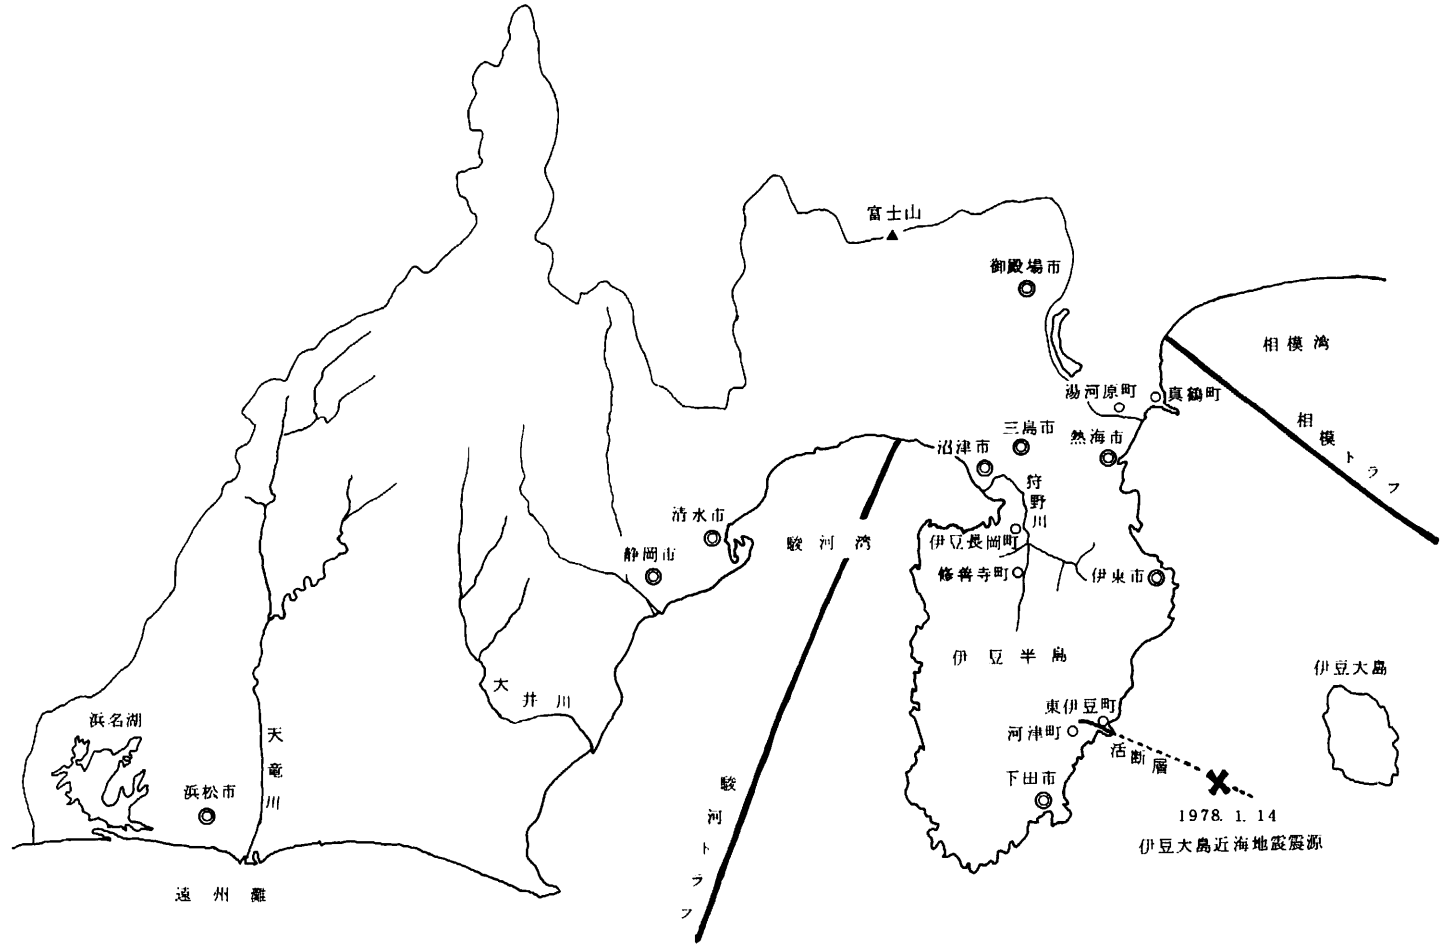 富士山
御殿場市
相模湾
湯河原町
真鶴町
相模トラフ
三島市
熱海市
沼津市
狩野川
清水市
駿河湾
伊豆長岡町
静岡市
修善寺町
伊東市
伊豆半島
伊豆大島
大井川
東伊豆町
浜名湖
河津町
天竜川
活断層
下田市
浜松市
駿河トラフ
1978. 1. 14
伊豆大島近海地震震源
遠州灘